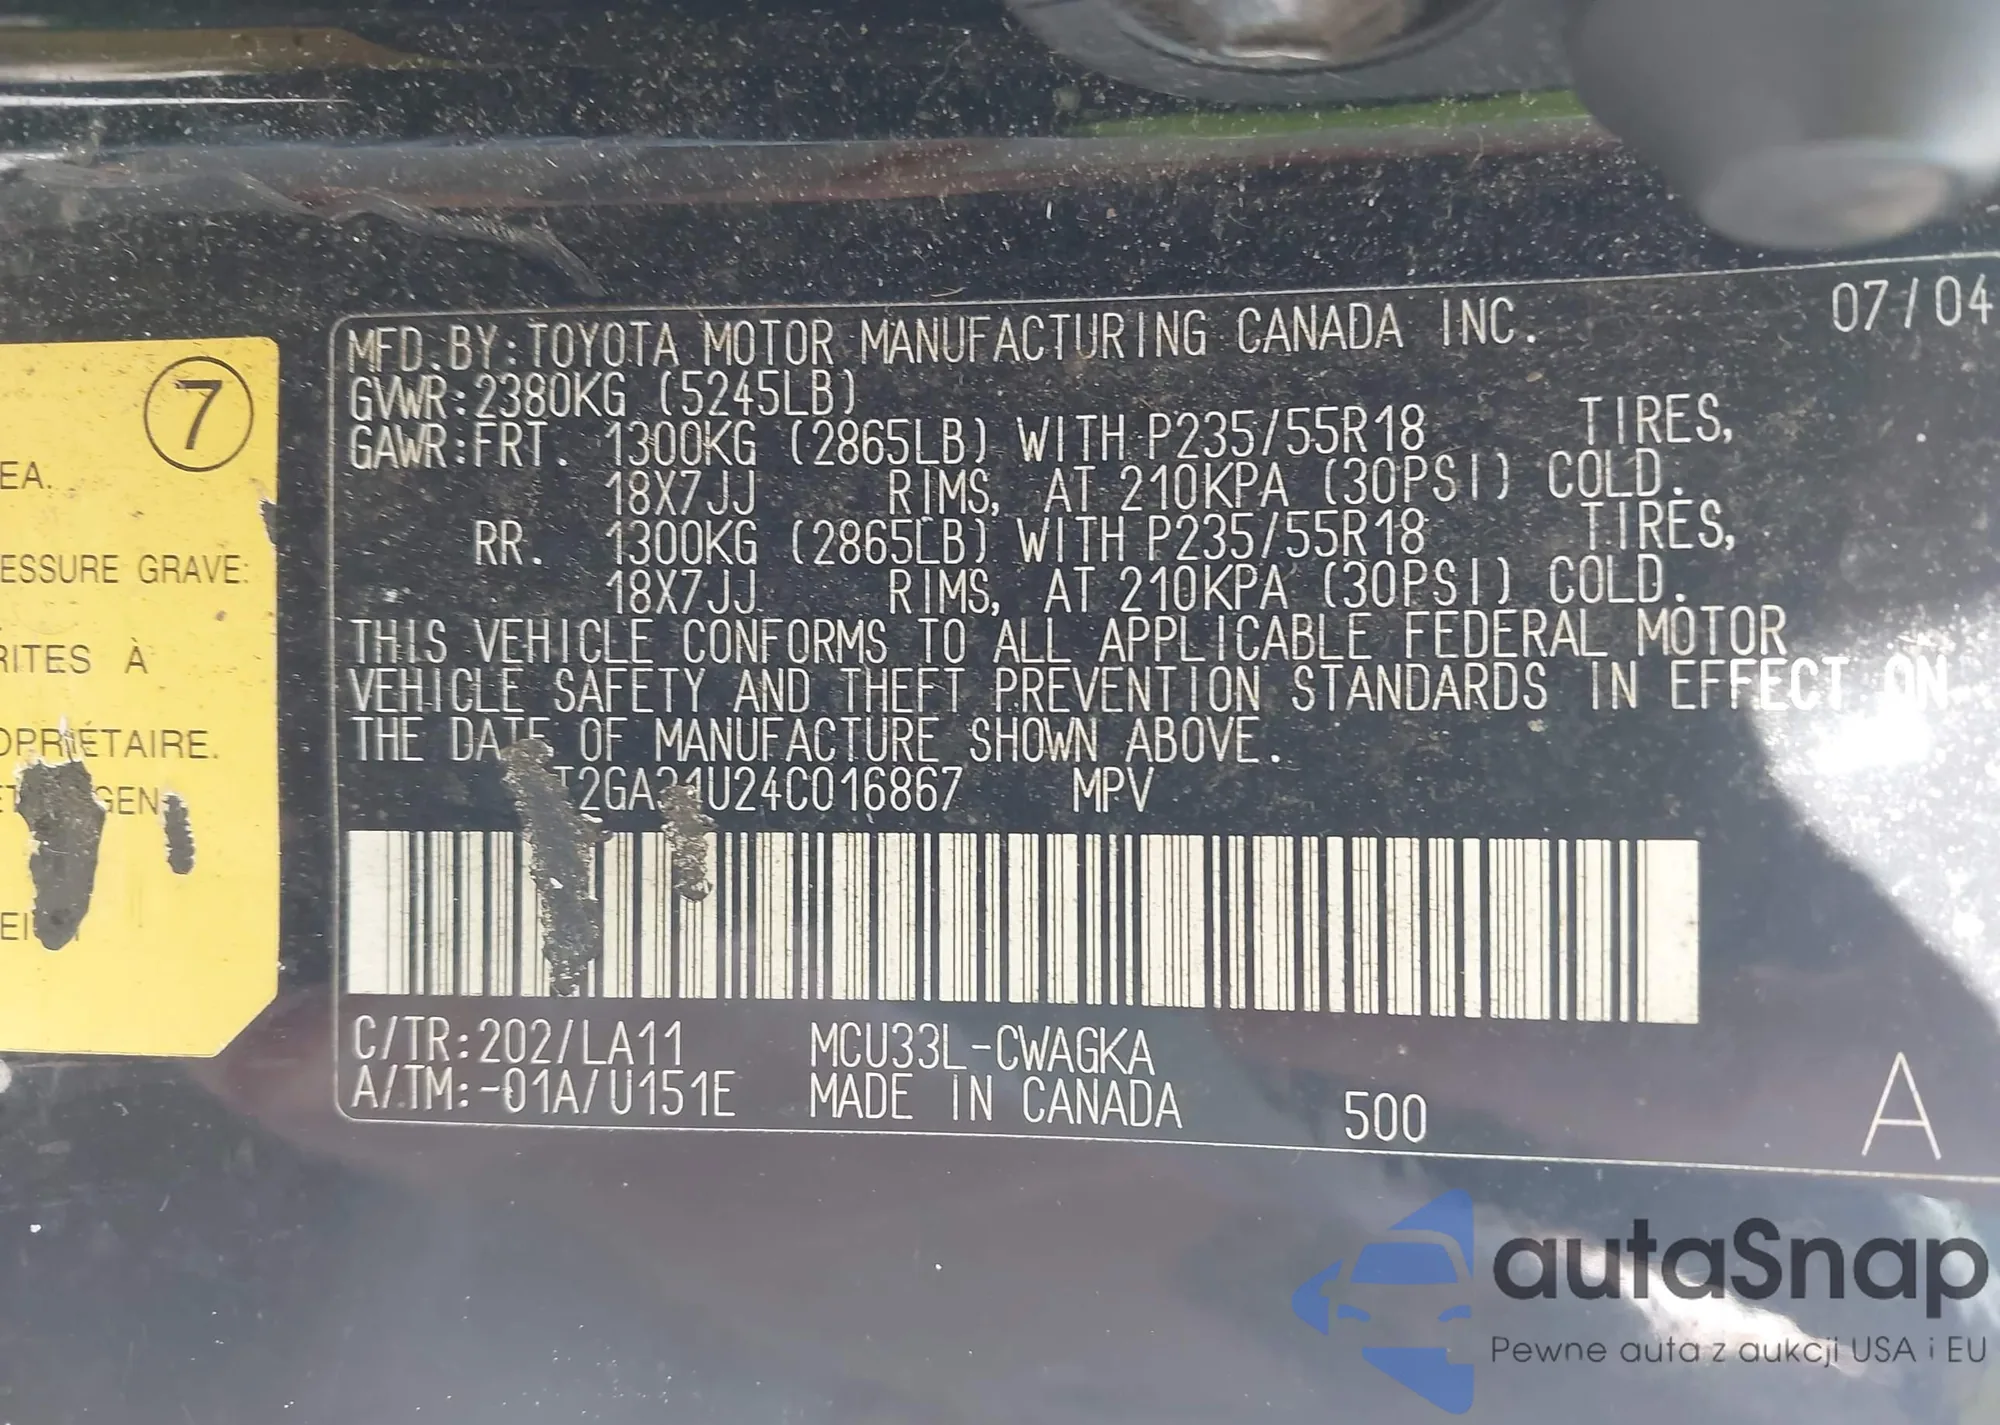 7
EA.
ESSURE GRAVE:
RITES À
OPRIÉTAIRE.
07/04
MFD.BY:TOYOTA MOTOR MANUFACTURING CANADA INC.
GVWR:2380KG (5245LB)
GAWR:FRT. 1300KG (2865LB) WITH P235/55R18 TIRES,
18X7JJ RIMS, AT 210KPA (30PSI) COLD.
RR. 1300KG (2865LB) WITH P235/55R18 TIRES,
18X7JJ RIMS, AT 210KPA (30PSI) COLD.
THIS VEHICLE CONFORMS TO ALL APPLICABLE FEDERAL MOTOR
VEHICLE SAFETY AND THEFT PREVENTION STANDARDS IN EFFECT ON
THE DATE OF MANUFACTURE SHOWN ABOVE.
MPV
C/TR:202/LA11 MCU33L-CWAGKA
A/TM:-01A/U151E MADE IN CANADA 500
A
autaSnap
Pewne auta z aukcji USA i EU